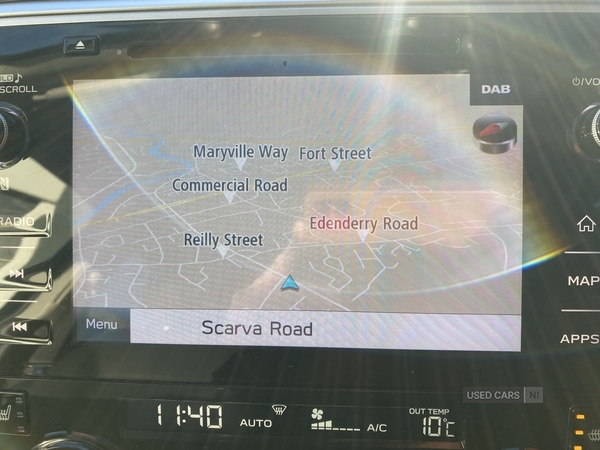 DAB
SCROLL
Maryville Way Fort Street
Commercial Road
Edenderry Road
Reilly Street
RADIO
MAP
Menu
Scarva Road
APPS
USED CARS NI
11:40 AUTO A/C
OUT TEMP
10°C